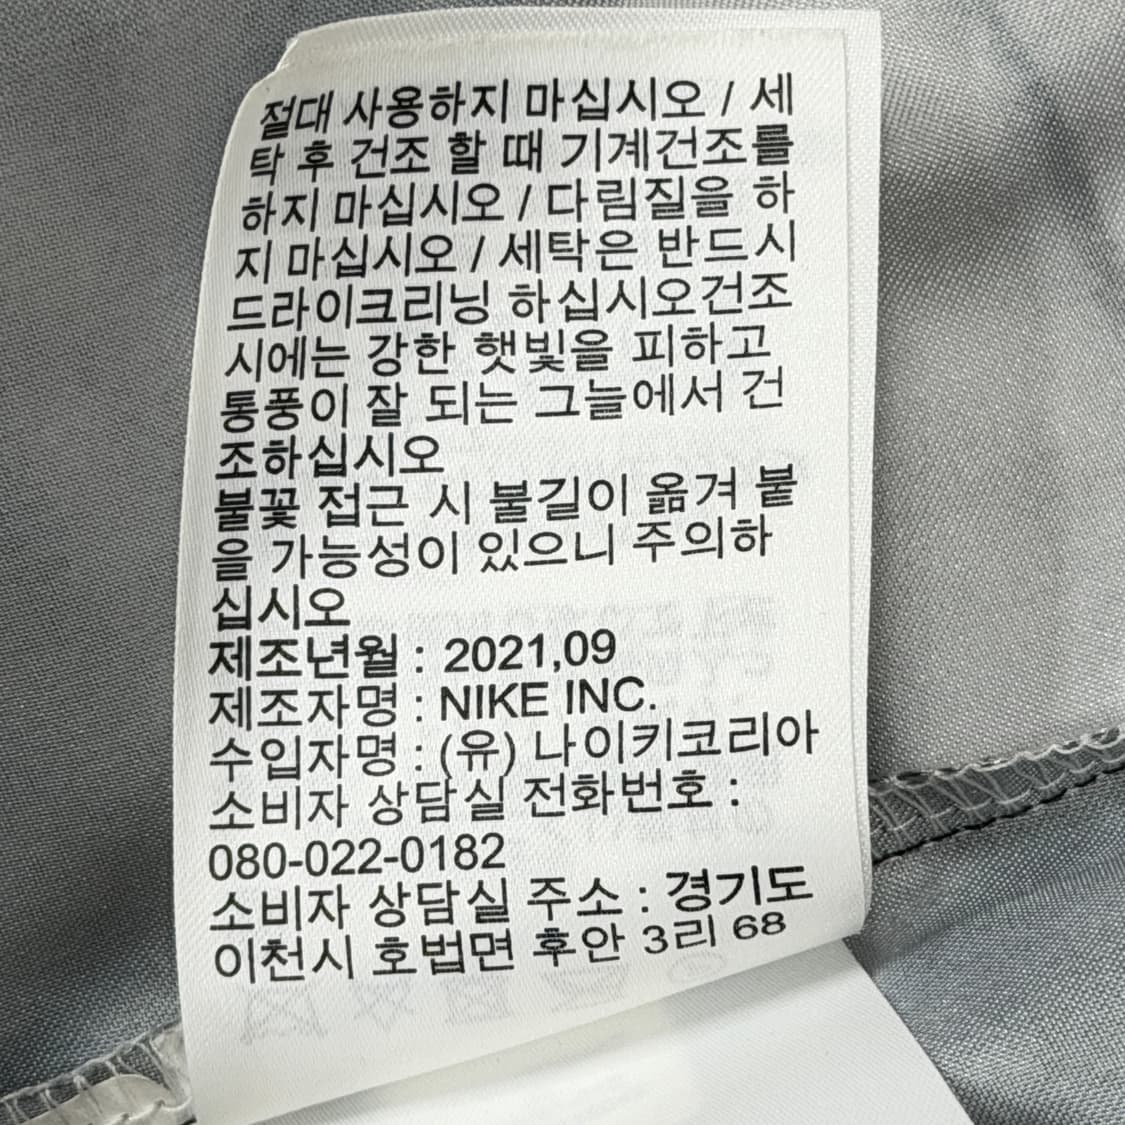 절대 사용하지 마십시오 / 세
탁 후 건조 할 때 기계건조를
하지 마십시오 / 다림질을 하
지 마십시오 / 세탁은 반드시
드라이크리닝 하십시오건조
시에는 강한 햇빛을 피하고
통풍이 잘 되는 그늘에서 건
조하십시오
불꽃 접근 시 불길이 옮겨 붙
을 가능성이 있으니 주의하
십시오
제조년월 : 2021,09
제조자명 : NIKE INC.
수입자명 : (유) 나이키코리아
소비자 상담실 전화번호 :
080-022-0182
소비자 상담실 주소 : 경기도
이천시 호법면 후안 3리 68